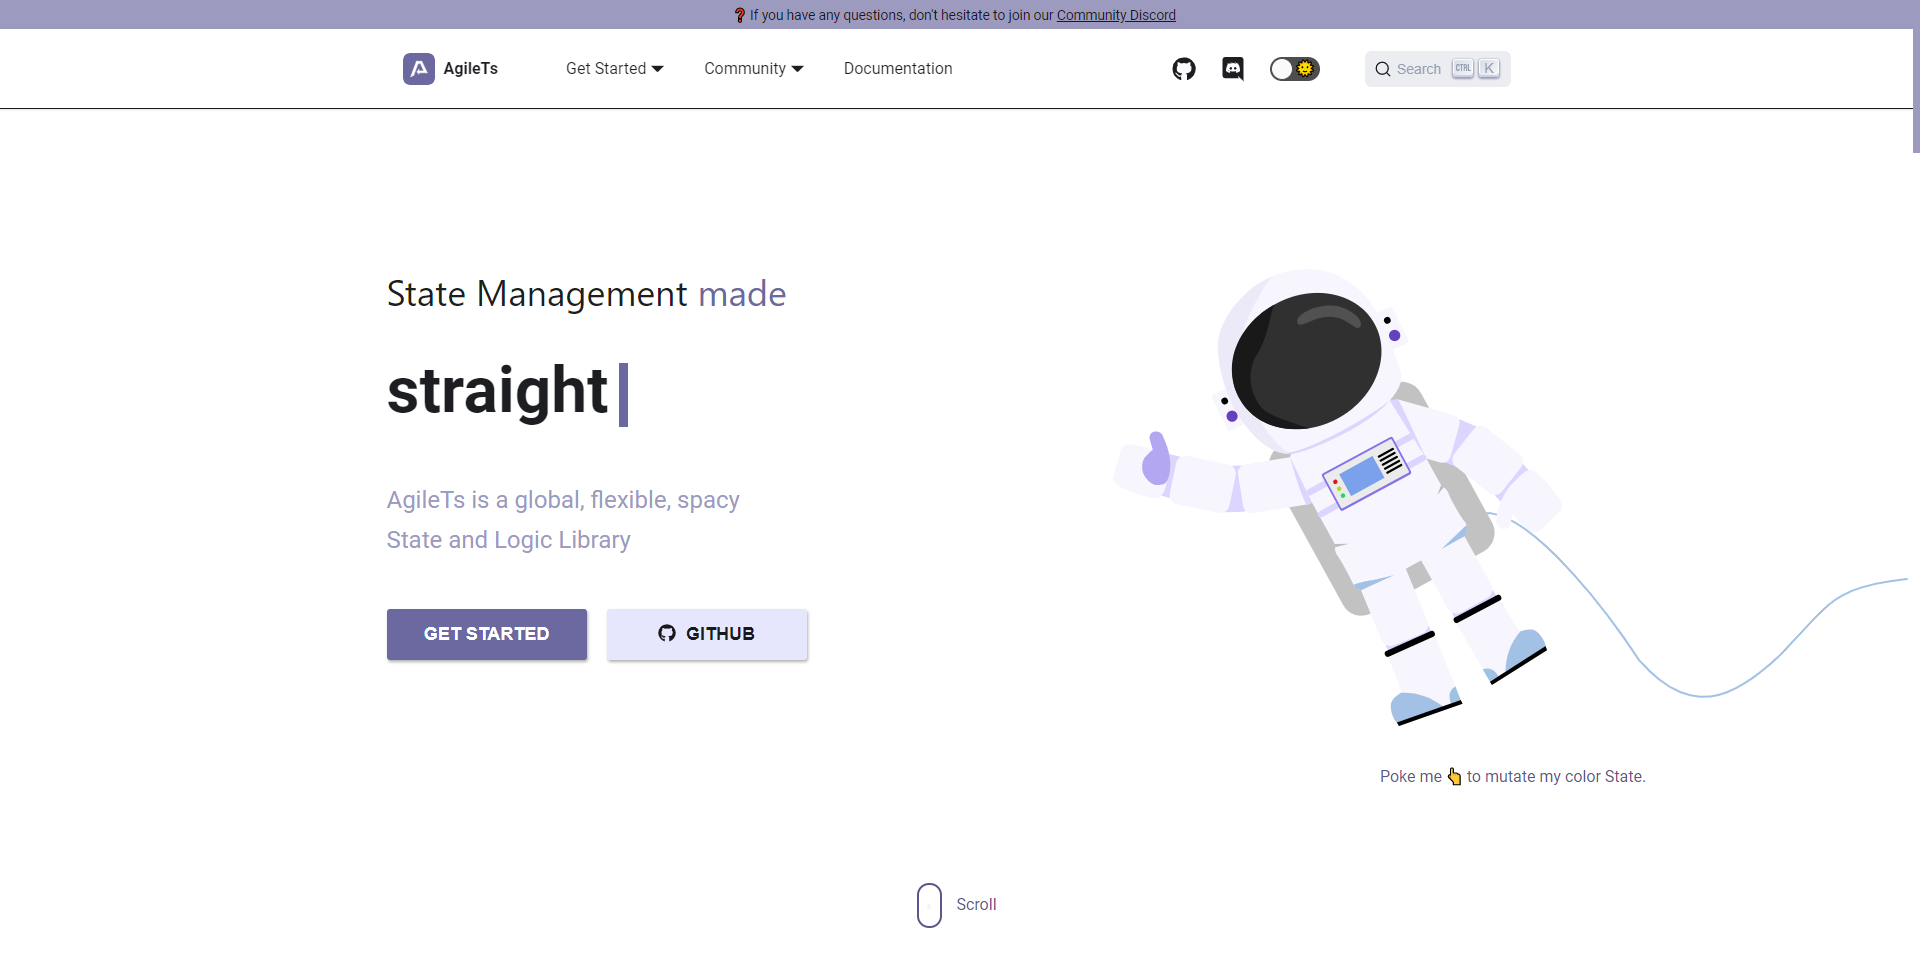 ❓ If you have any questions, don't hesitate to join our Community Discord
AgileTs
Get Started
Community
Documentation
Search
CTRL
K
State Management made
straight
AgileTs is a global, flexible, spacy
State and Logic Library
GET STARTED
GITHUB
Poke me 👆 to mutate my color State.
Scroll